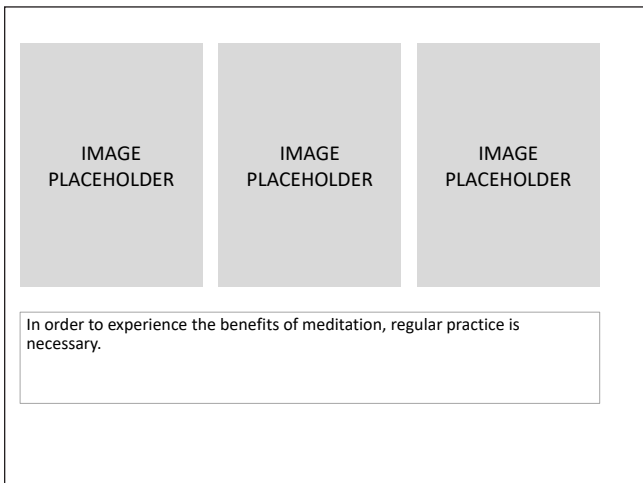 IMAGE
PLACEHOLDER
IMAGE
PLACEHOLDER
IMAGE
PLACEHOLDER
In order to experience the benefits of meditation, regular practice is
necessary.